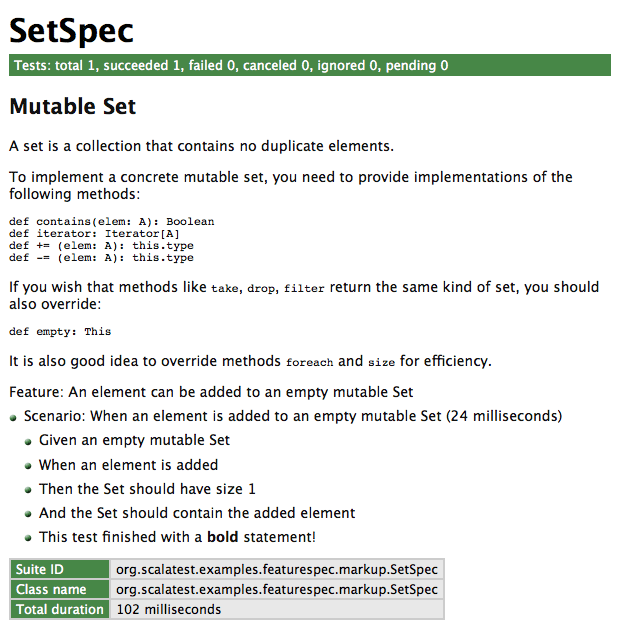 SetSpec
Tests: total 1, succeeded 1, failed 0, canceled 0, ignored 0, pending 0
Mutable Set
A set is a collection that contains no duplicate elements.
To implement a concrete mutable set, you need to provide implementations of the
following methods:
def contains(elem: A): Boolean
def iterator: Iterator[A]
def += (elem: A): this.type
def -= (elem: A): this.type
If you wish that methods like take, drop, filter return the same kind of set, you should
also override:
def empty: This
It is also good idea to override methods foreach and size for efficiency.
Feature: An element can be added to an empty mutable Set
Scenario: When an element is added to an empty mutable Set (24 milliseconds)
Given an empty mutable Set
When an element is added
Then the Set should have size 1
And the Set should contain the added element
This test finished with a bold statement!
Suite ID org.scalatest.examples.featurespec.markup.SetSpec
Class name org.scalatest.examples.featurespec.markup.SetSpec
Total duration 102 milliseconds